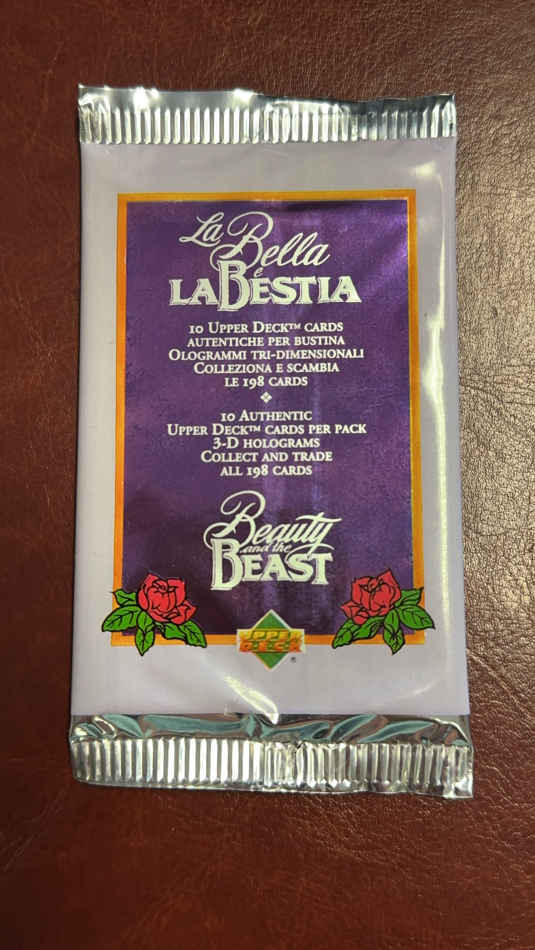 La Bella
e
LA BESTIA
10 UPPER DECK™ CARDS
AUTENTICHE PER BUSTINA
OLOGRAMMI TRI-DIMENSIONALI
COLLEZIONA E SCAMBIA
LE 198 CARDS
10 AUTHENTIC
UPPER DECK™ CARDS PER PACK
3-D HOLOGRAMS
COLLECT AND TRADE
ALL 198 CARDS
Beauty
and the
BEAST
UPPER
DECK
®